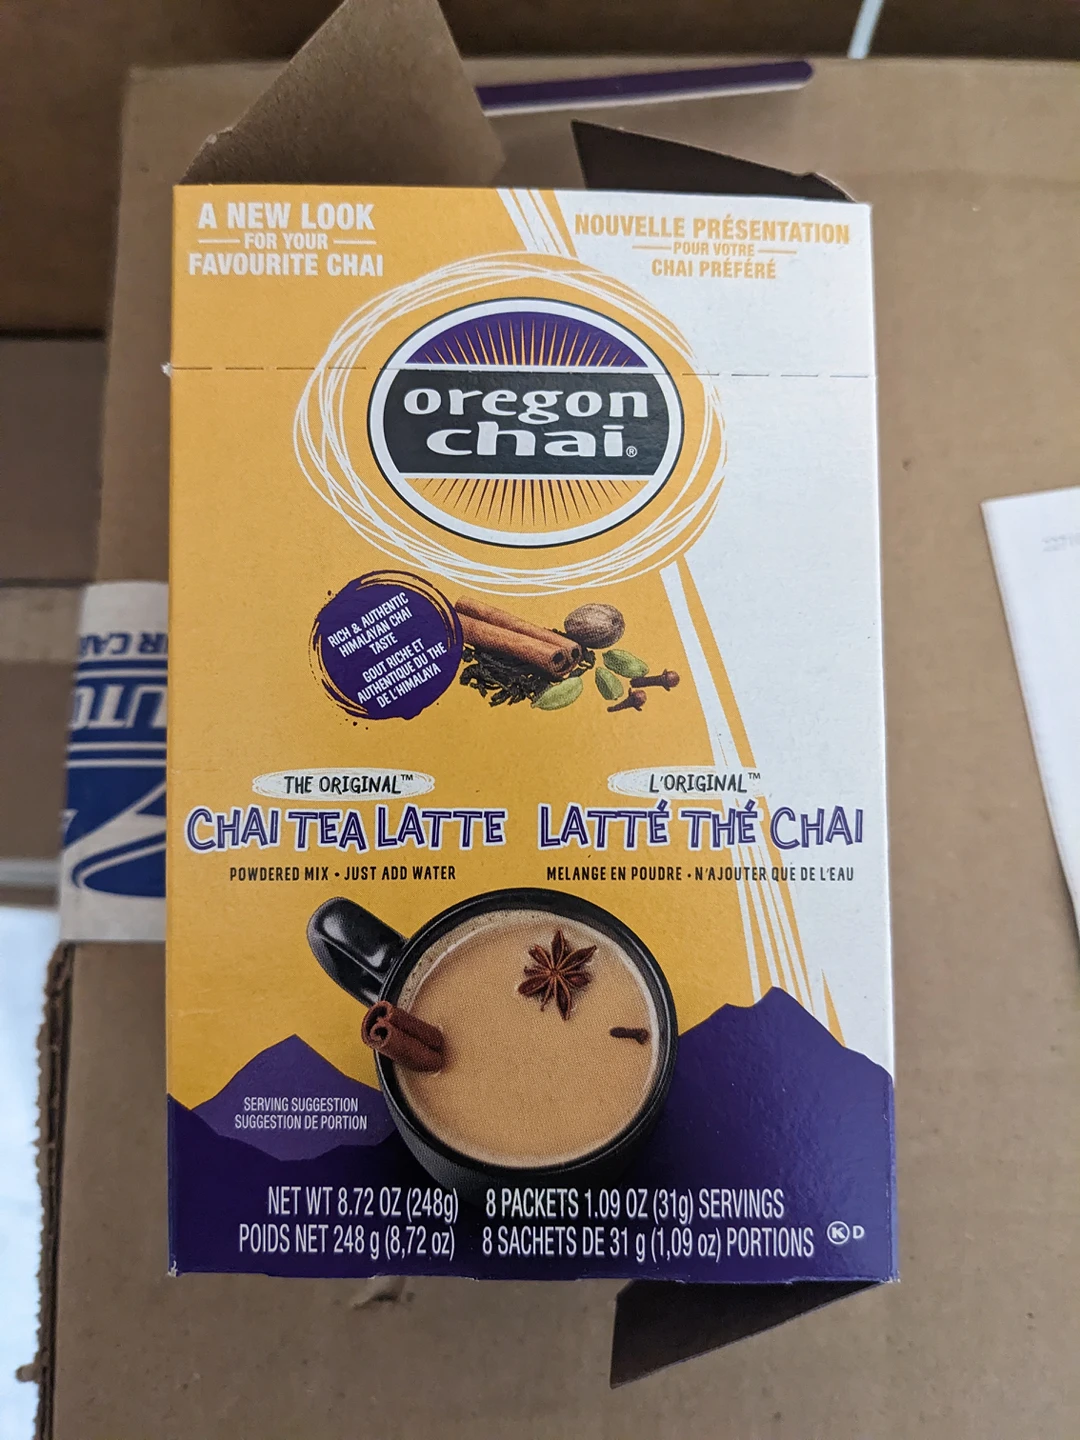 A NEW LOOK
FOR YOUR
FAVOURITE CHAI
NOUVELLE PRÉSENTATION
POUR VOTRE
CHAI PRÉFÉRÉ
oregon
chai®
RICH & AUTHENTIC
HIMALAYAN CHAI
TASTE
GOUT RICHE ET
AUTHENTIQUE DU THE
DE L'HIMALAYA
THE ORIGINAL™
CHAI TEA LATTE
POWDERED MIX • JUST ADD WATER
L'ORIGINAL™
LATTÉ THÉ CHAI
MELANGE EN POUDRE • N'AJOUTER QUE DE L'EAU
SERVING SUGGESTION
SUGGESTION DE PORTION
NET WT 8.72 OZ (248g)
POIDS NET 248 g (8,72 oz)
8 PACKETS 1.09 OZ (31g) SERVINGS
8 SACHETS DE 31 g (1,09 oz) PORTIONS
K D